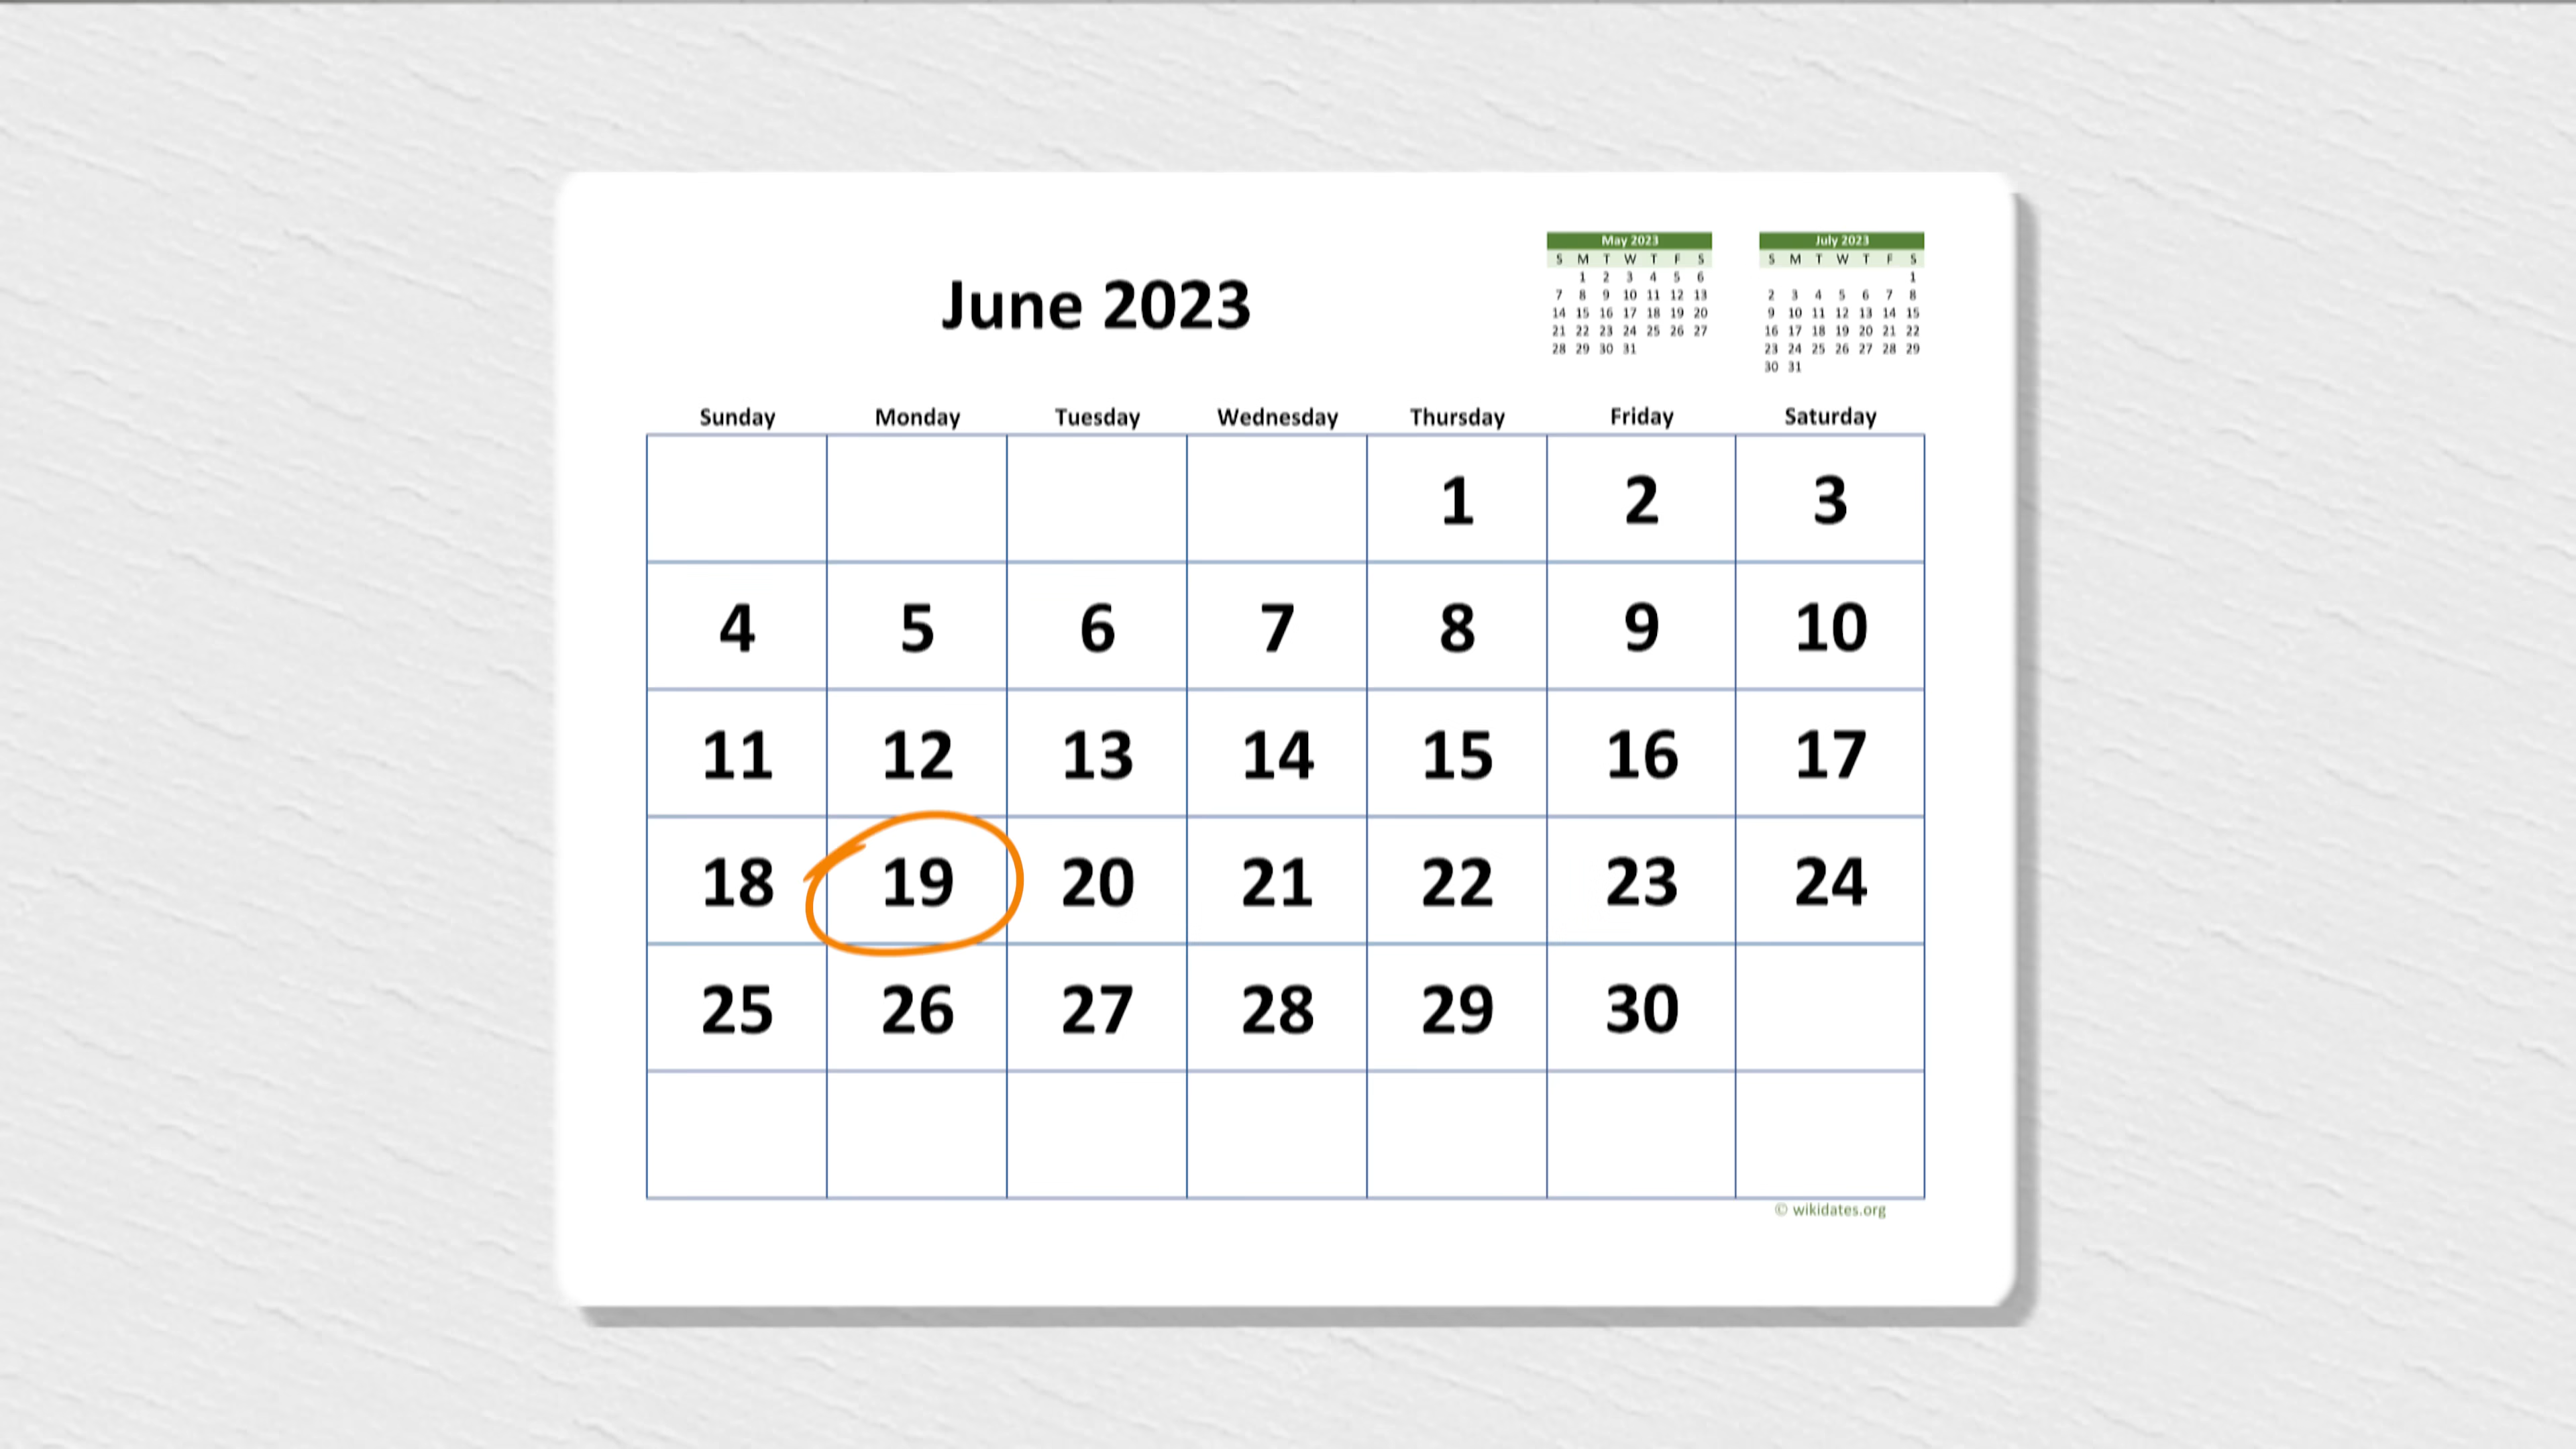 June 2023
May 2023
S M T W T F S
1 2 3 4 5 6
7 8 9 10 11 12 13
14 15 16 17 18 19 20
21 22 23 24 25 26 27
28 29 30 31
July 2023
S M T W T F S
1
2 3 4 5 6 7 8
9 10 11 12 13 14 15
16 17 18 19 20 21 22
23 24 25 26 27 28 29
30 31
Sunday Monday Tuesday Wednesday Thursday Friday Saturday
1 2 3
4 5 6 7 8 9 10
11 12 13 14 15 16 17
18 19 20 21 22 23 24
25 26 27 28 29 30
© wikidates.org